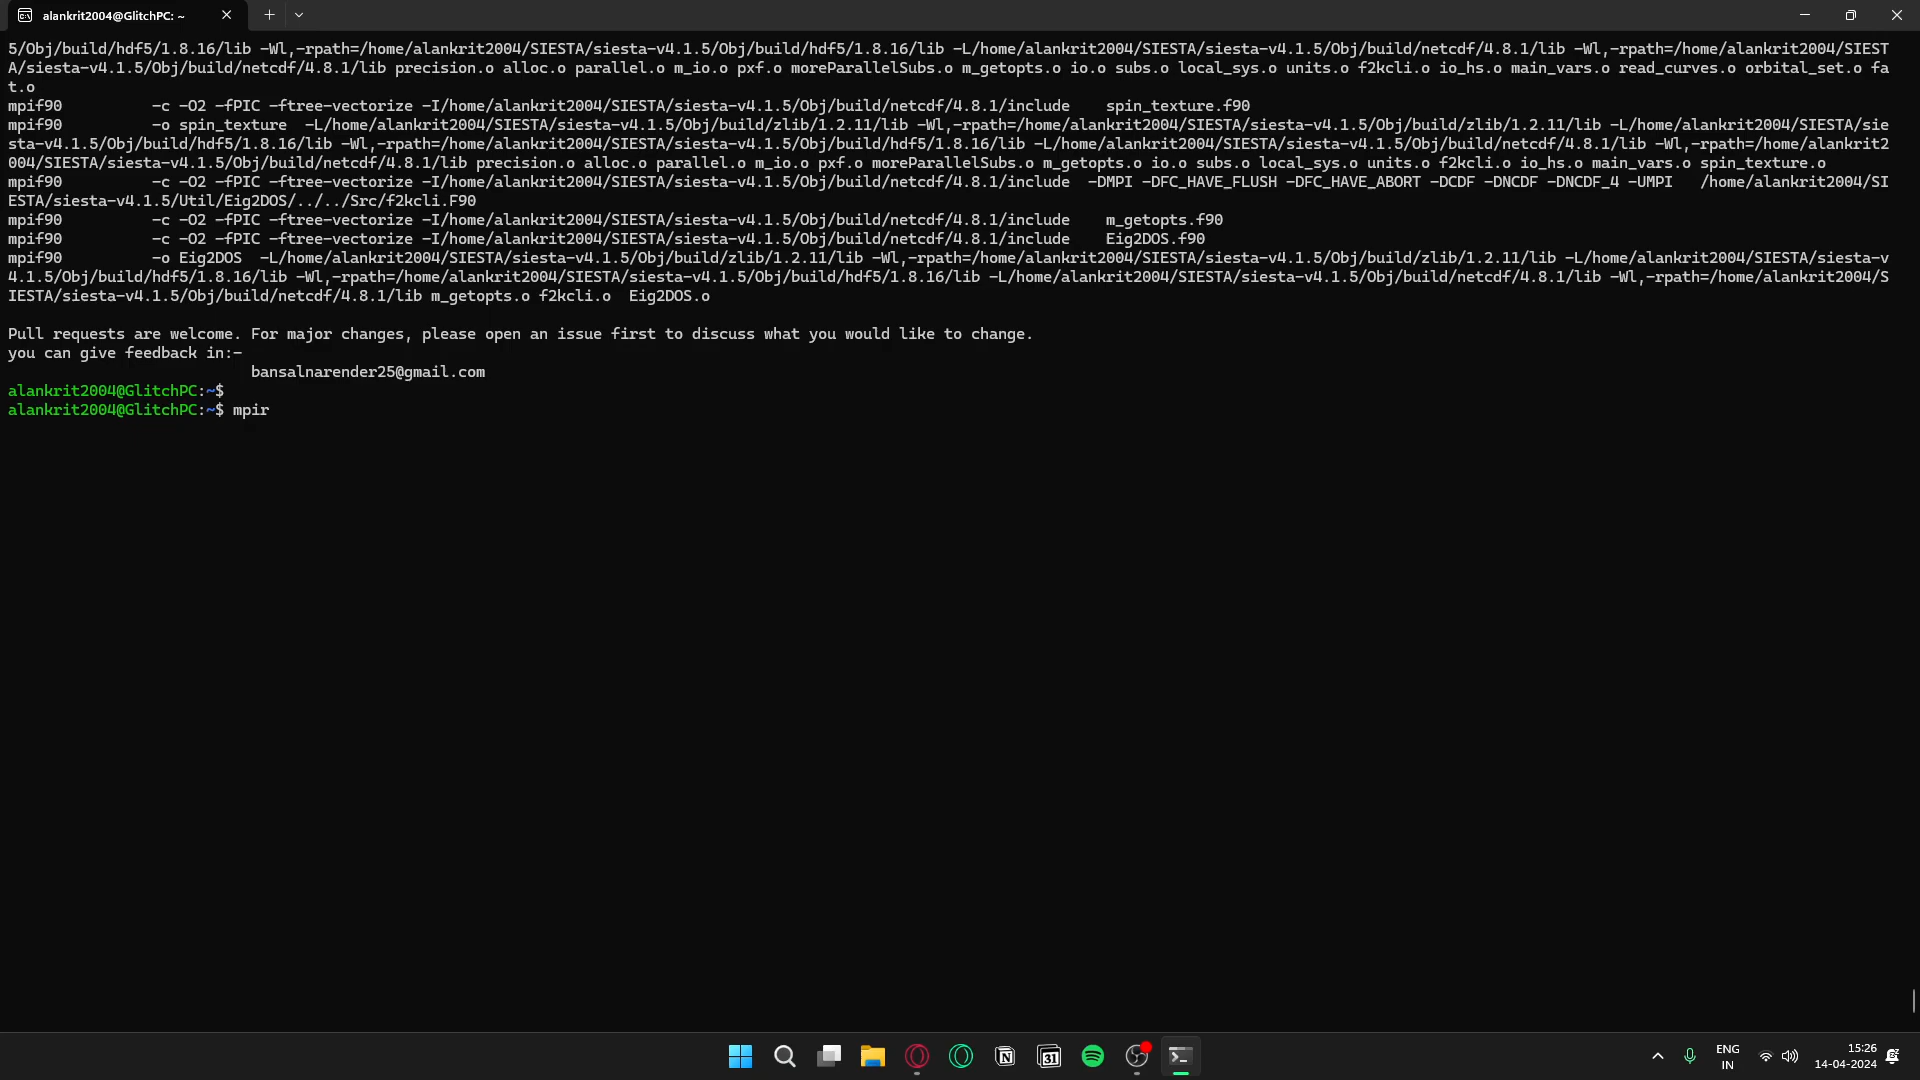 alankrit2004@GlitchPC: ~
5/Obj/build/hdf5/1.8.16/lib -Wl,-rpath=/home/alankrit2004/SIESTA/siesta-v4.1.5/Obj/build/hdf5/1.8.16/lib -L/home/alankrit2004/SIESTA/siesta-v4.1.5/Obj/build/netcdf/4.8.1/lib -Wl,-rpath=/home/alankrit2004/SIEST
A/siesta-v4.1.5/Obj/build/netcdf/4.8.1/lib precision.o alloc.o parallel.o m_io.o pxf.o moreParallelSubs.o m_getopts.o io.o subs.o local_sys.o units.o f2kcli.o io_hs.o main_vars.o read_curves.o orbital_set.o fa
t.o
mpif90          -c -O2 -fPIC -ftree-vectorize -I/home/alankrit2004/SIESTA/siesta-v4.1.5/Obj/build/netcdf/4.8.1/include    spin_texture.f90
mpif90          -o spin_texture  -L/home/alankrit2004/SIESTA/siesta-v4.1.5/Obj/build/zlib/1.2.11/lib -Wl,-rpath=/home/alankrit2004/SIESTA/siesta-v4.1.5/Obj/build/zlib/1.2.11/lib -L/home/alankrit2004/SIESTA/sie
sta-v4.1.5/Obj/build/hdf5/1.8.16/lib -Wl,-rpath=/home/alankrit2004/SIESTA/siesta-v4.1.5/Obj/build/hdf5/1.8.16/lib -L/home/alankrit2004/SIESTA/siesta-v4.1.5/Obj/build/netcdf/4.8.1/lib -Wl,-rpath=/home/alankrit2
004/SIESTA/siesta-v4.1.5/Obj/build/netcdf/4.8.1/lib precision.o alloc.o parallel.o m_io.o pxf.o moreParallelSubs.o m_getopts.o io.o subs.o local_sys.o units.o f2kcli.o io_hs.o main_vars.o spin_texture.o
mpif90          -c -O2 -fPIC -ftree-vectorize -I/home/alankrit2004/SIESTA/siesta-v4.1.5/Obj/build/netcdf/4.8.1/include  -DMPI -DFC_HAVE_FLUSH -DFC_HAVE_ABORT -DCDF -DNCDF -DNCDF_4 -UMPI   /home/alankrit2004/SI
ESTA/siesta-v4.1.5/Util/Eig2DOS/../../Src/f2kcli.F90
mpif90          -c -O2 -fPIC -ftree-vectorize -I/home/alankrit2004/SIESTA/siesta-v4.1.5/Obj/build/netcdf/4.8.1/include    m_getopts.f90
mpif90          -c -O2 -fPIC -ftree-vectorize -I/home/alankrit2004/SIESTA/siesta-v4.1.5/Obj/build/netcdf/4.8.1/include    Eig2DOS.f90
mpif90          -o Eig2DOS  -L/home/alankrit2004/SIESTA/siesta-v4.1.5/Obj/build/zlib/1.2.11/lib -Wl,-rpath=/home/alankrit2004/SIESTA/siesta-v4.1.5/Obj/build/zlib/1.2.11/lib -L/home/alankrit2004/SIESTA/siesta-v
4.1.5/Obj/build/hdf5/1.8.16/lib -Wl,-rpath=/home/alankrit2004/SIESTA/siesta-v4.1.5/Obj/build/hdf5/1.8.16/lib -L/home/alankrit2004/SIESTA/siesta-v4.1.5/Obj/build/netcdf/4.8.1/lib -Wl,-rpath=/home/alankrit2004/S
IESTA/siesta-v4.1.5/Obj/build/netcdf/4.8.1/lib m_getopts.o f2kcli.o  Eig2DOS.o
Pull requests are welcome. For major changes, please open an issue first to discuss what you would like to change.
you can give feedback in:-
bansalnarender25@gmail.com
alankrit2004@GlitchPC:~$
alankrit2004@GlitchPC:~$ mpir
31
ENG
IN
15:26
14-04-2024